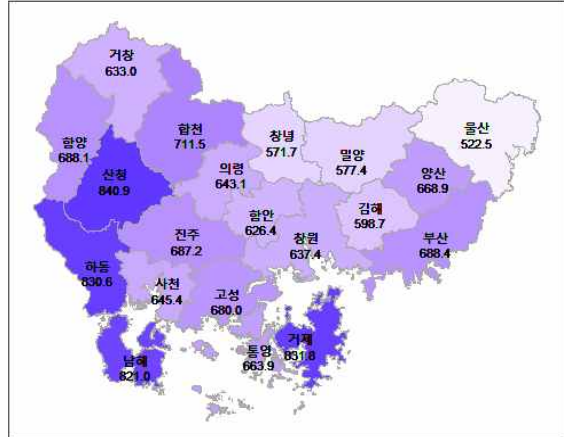 거창
633.0
함양
688.1
합천
711.5
창녕
571.7
밀양
577.4
울산
522.5
산청
840.9
의령
643.1
양산
668.9
함안
626.4
김해
598.7
진주
687.2
창원
637.4
부산
688.4
하동
830.6
사천
645.4
고성
680.0
거제
831.8
통영
663.9
남해
821.0